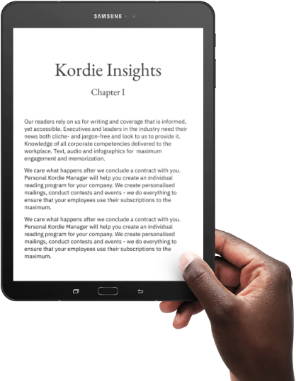 SAMSUNG
Kordie Insights
Chapter I
Our readers rely on us for writing and coverage that is informed,
yet accessible. Executives and leaders in the industry need their
news both cliche- and jargon-free and look to us to provide it.
Knowledge of all corporate competencies delivered to the
workplace. Text, audio and infographics for maximum
engagement and memorization.
We care what happens after we conclude a contract with you.
Personal Kordie Manager will help you create an individual
reading program for your company. We create personalised
mailings, conduct contests and events - we do everything to
ensure that your employees use their subscriptions to the
maximum.
We care what happens after we conclude a contract with you.
Personal Kordie Manager will help you create an individual
reading program for your company. We create personalised
mailings, conduct contests and events - we do everything to
ensure that your employees use their subscriptions to the
maximum.